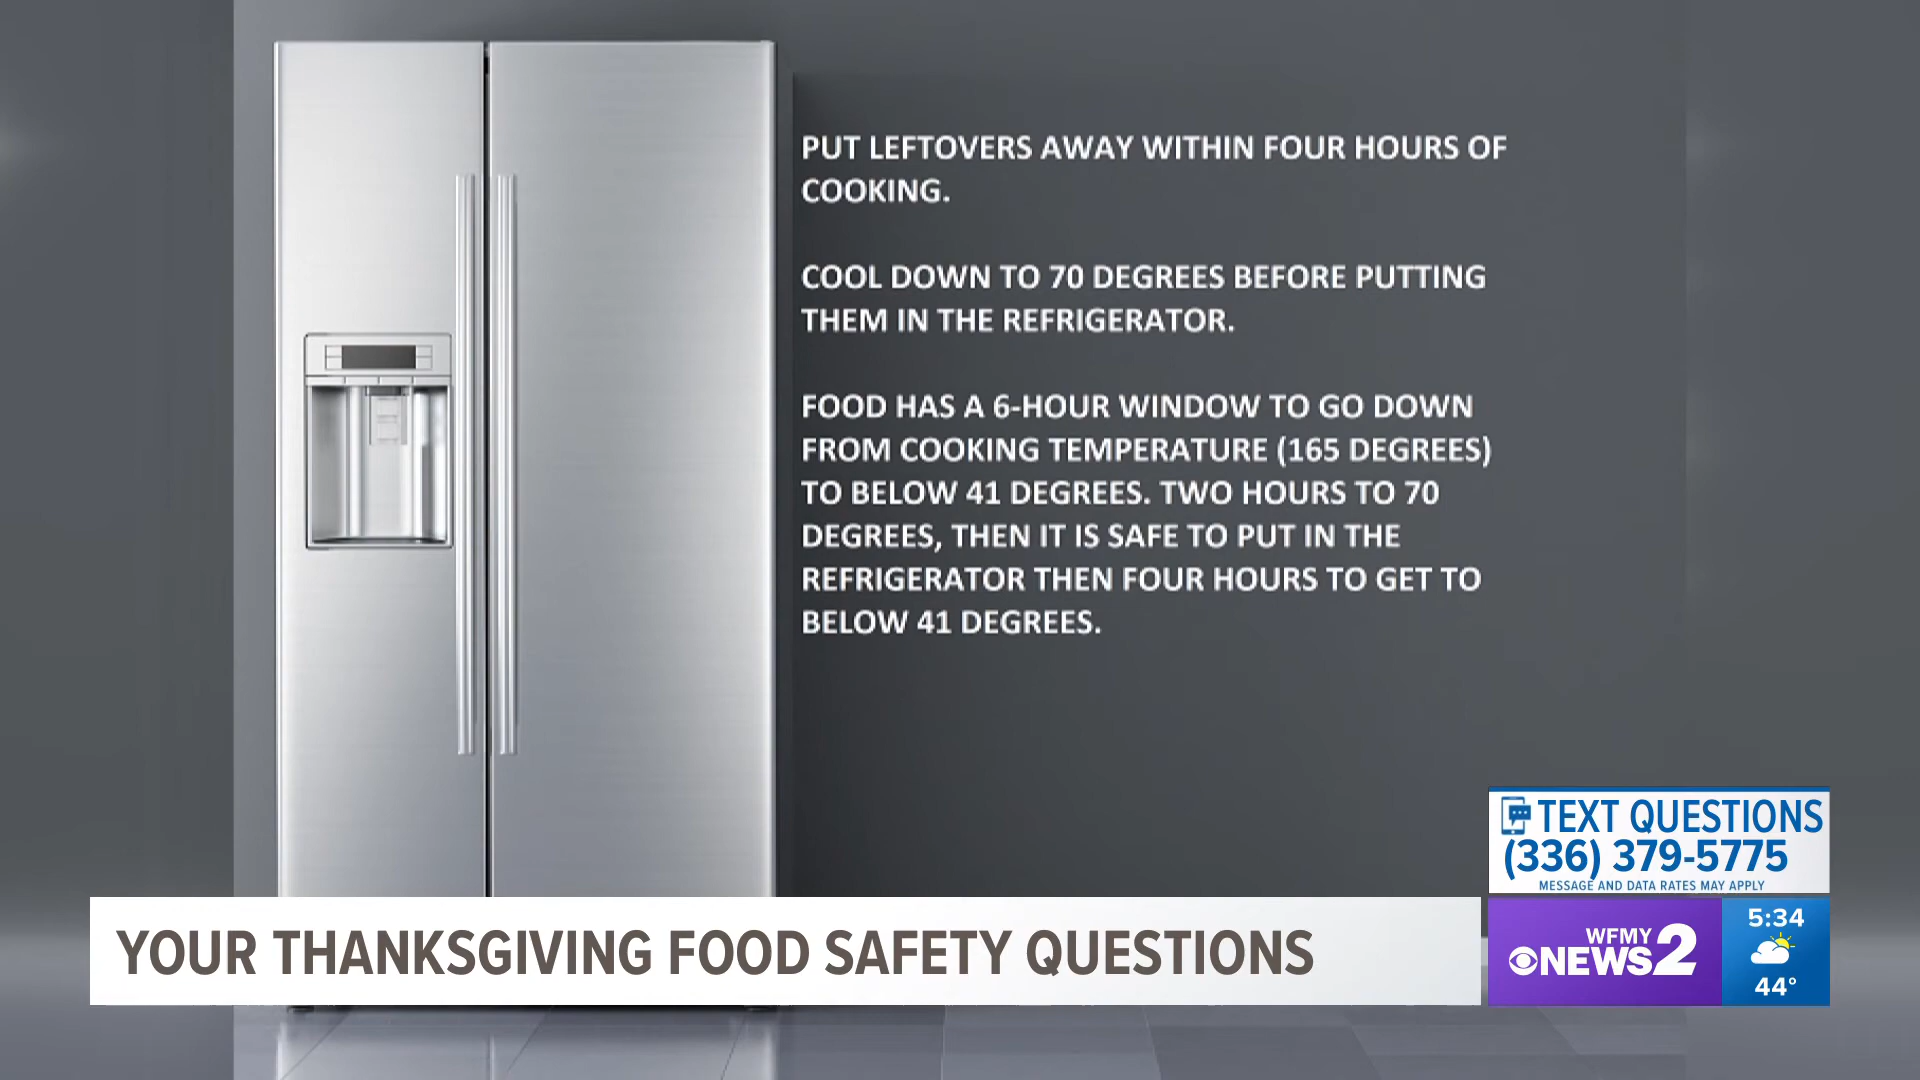 PUT LEFTOVERS AWAY WITHIN FOUR HOURS OF
COOKING.
COOL DOWN TO 70 DEGREES BEFORE PUTTING
THEM IN THE REFRIGERATOR.
FOOD HAS A 6-HOUR WINDOW TO GO DOWN
FROM COOKING TEMPERATURE (165 DEGREES)
TO BELOW 41 DEGREES. TWO HOURS TO 70
DEGREES, THEN IT IS SAFE TO PUT IN THE
REFRIGERATOR THEN FOUR HOURS TO GET TO
BELOW 41 DEGREES.
TEXT QUESTIONS
(336) 379-5775
MESSAGE AND DATA RATES MAY APPLY
YOUR THANKSGIVING FOOD SAFETY QUESTIONS
WFMY
NEWS 2
5:34
44°